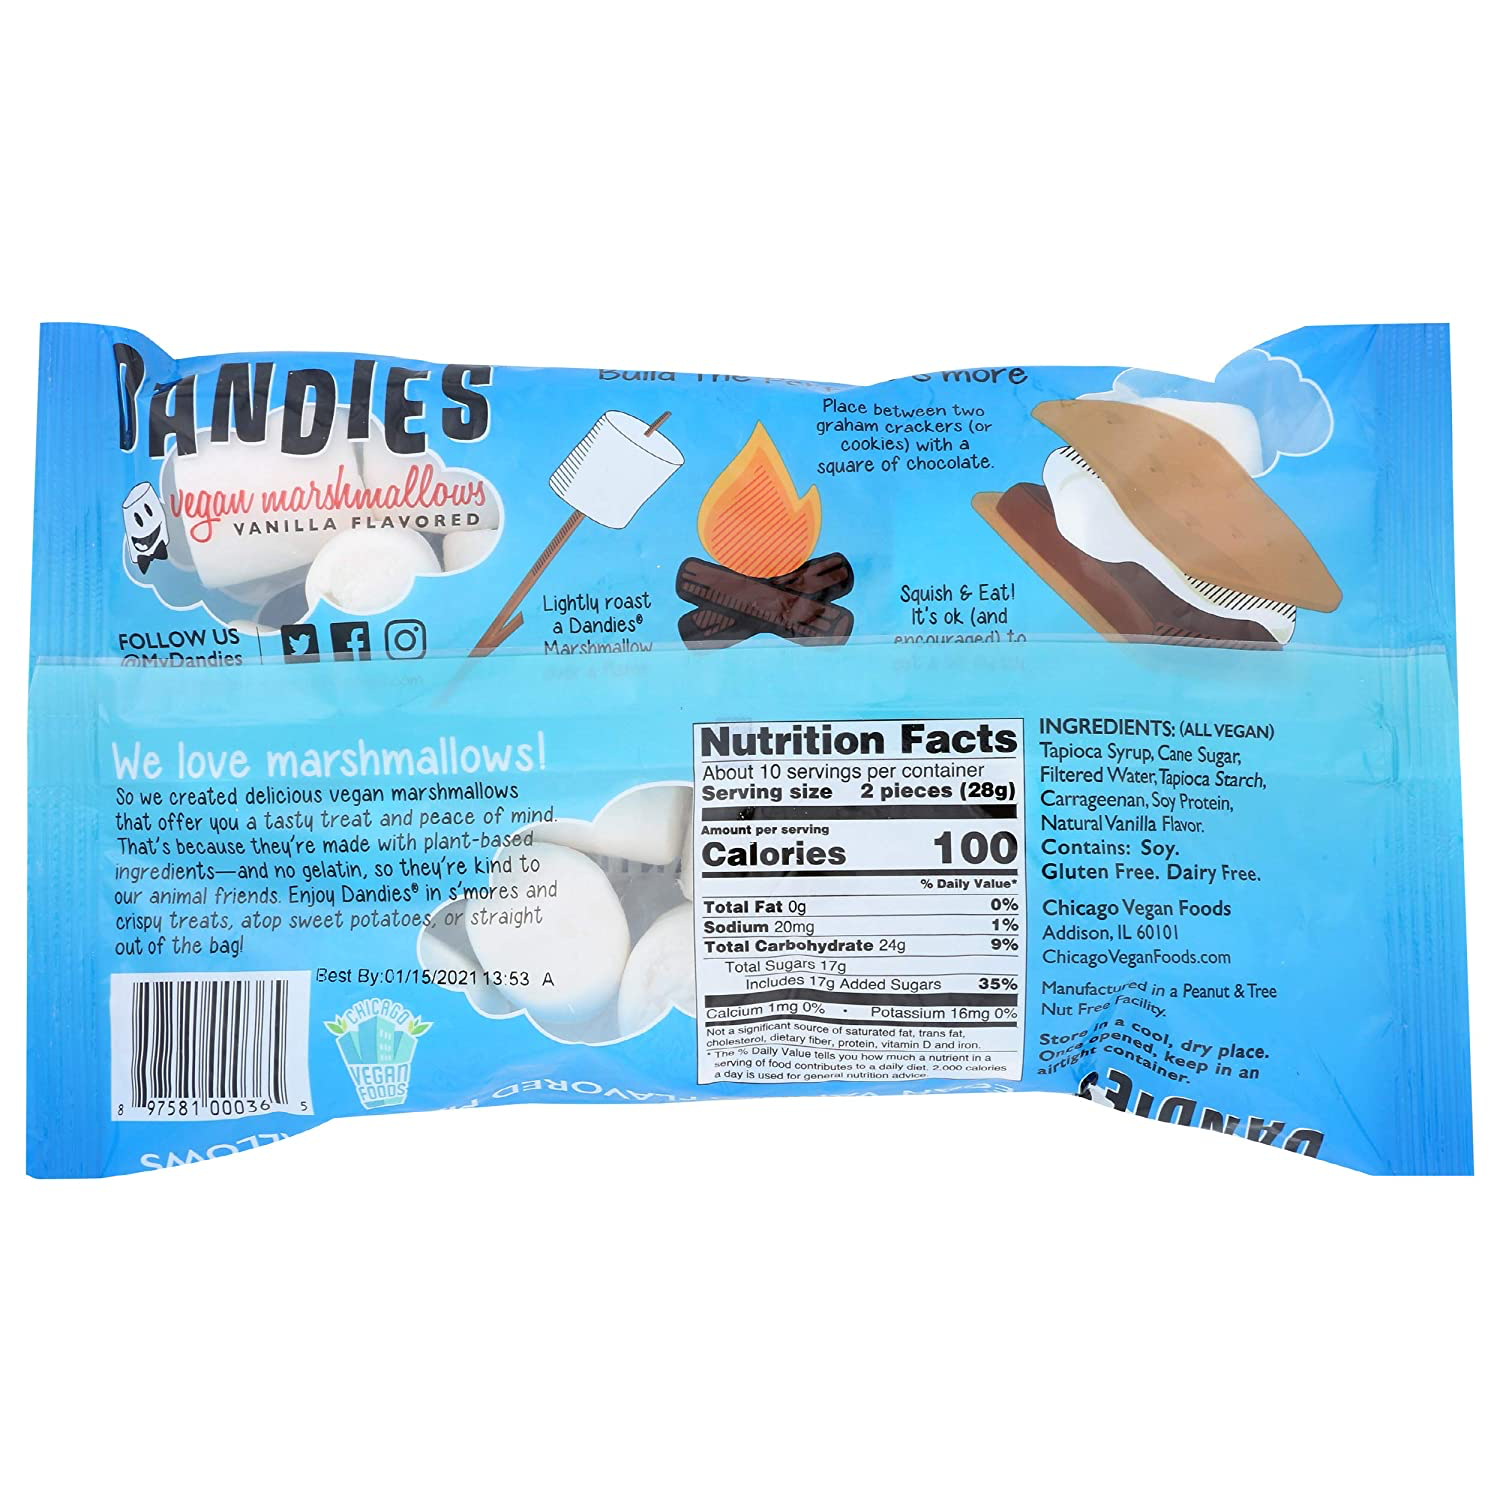 DANDIES
vegan marshmallows
VANILLA FLAVORED
FOLLOW US
@MyDandies
Build The
S'more
Lightly roast
a Dandies®
Marshmallow
Place between two
graham crackers (or
cookies) with a
square of chocolate.
Squish & Eat!
It's ok (and
encouraged) to
We love marshmallows!
So we created delicious vegan marshmallows
that offer you a tasty treat and peace of mind.
That's because they're made with plant-based
ingredients—and no gelatin, so they're kind to
our animal friends. Enjoy Dandies® in s'mores and
crispy treats, atop sweet potatoes, or straight
out of the bag!
Best By:01/15/2021 13:53 A
8 97581 00036 5
CHICAGO
VEGAN
FOODS
Nutrition Facts
About 10 servings per container
Serving size 2 pieces (28g)
Amount per serving
Calories 100
% Daily Value*
Total Fat 0g 0%
Sodium 20mg 1%
Total Carbohydrate 24g 9%
Total Sugars 17g
Includes 17g Added Sugars 35%
Calcium 1mg 0% • Potassium 16mg 0%
Not a significant source of saturated fat, trans fat,
cholesterol, dietary fiber, protein, vitamin D and iron.
* The % Daily Value tells you how much a nutrient in a
serving of food contributes to a daily diet. 2,000 calories
a day is used for general nutrition advice.
INGREDIENTS: (ALL VEGAN)
Tapioca Syrup, Cane Sugar,
Filtered Water, Tapioca Starch,
Carrageenan, Soy Protein,
Natural Vanilla Flavor.
Contains: Soy.
Gluten Free. Dairy Free.
Chicago Vegan Foods
Addison, IL 60101
ChicagoVeganFoods.com
Manufactured in a Peanut & Tree
Nut Free Facility.
Store in a cool, dry place.
Once opened, keep in an
airtight container.
DANDIES
FLAVORED